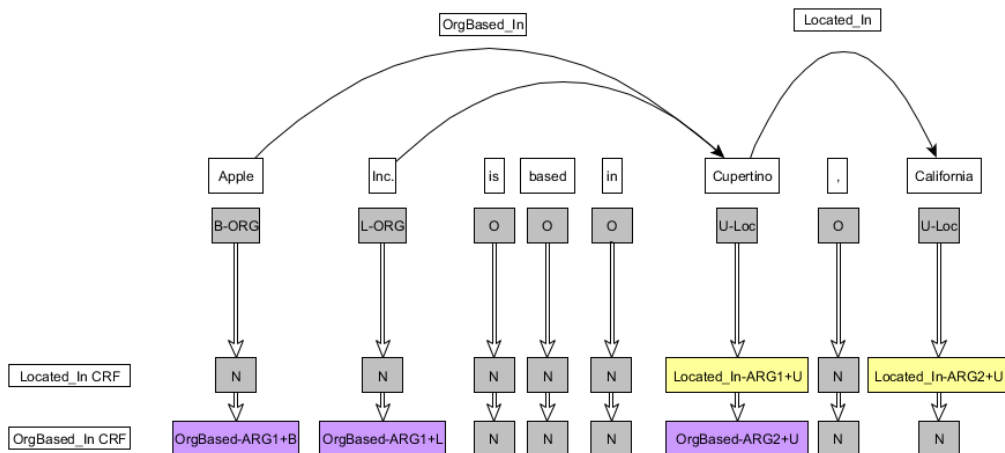 OrgBased_In
Located_In
Apple Inc. is based in Cupertino , California
B-ORG L-ORG O O O U-Loc O U-Loc
Located_In CRF N N N N N Located_In-ARG1+U N Located_In-ARG2+U
OrgBased_In CRF OrgBased-ARG1+B OrgBased-ARG1+L N N N OrgBased-ARG2+U N N